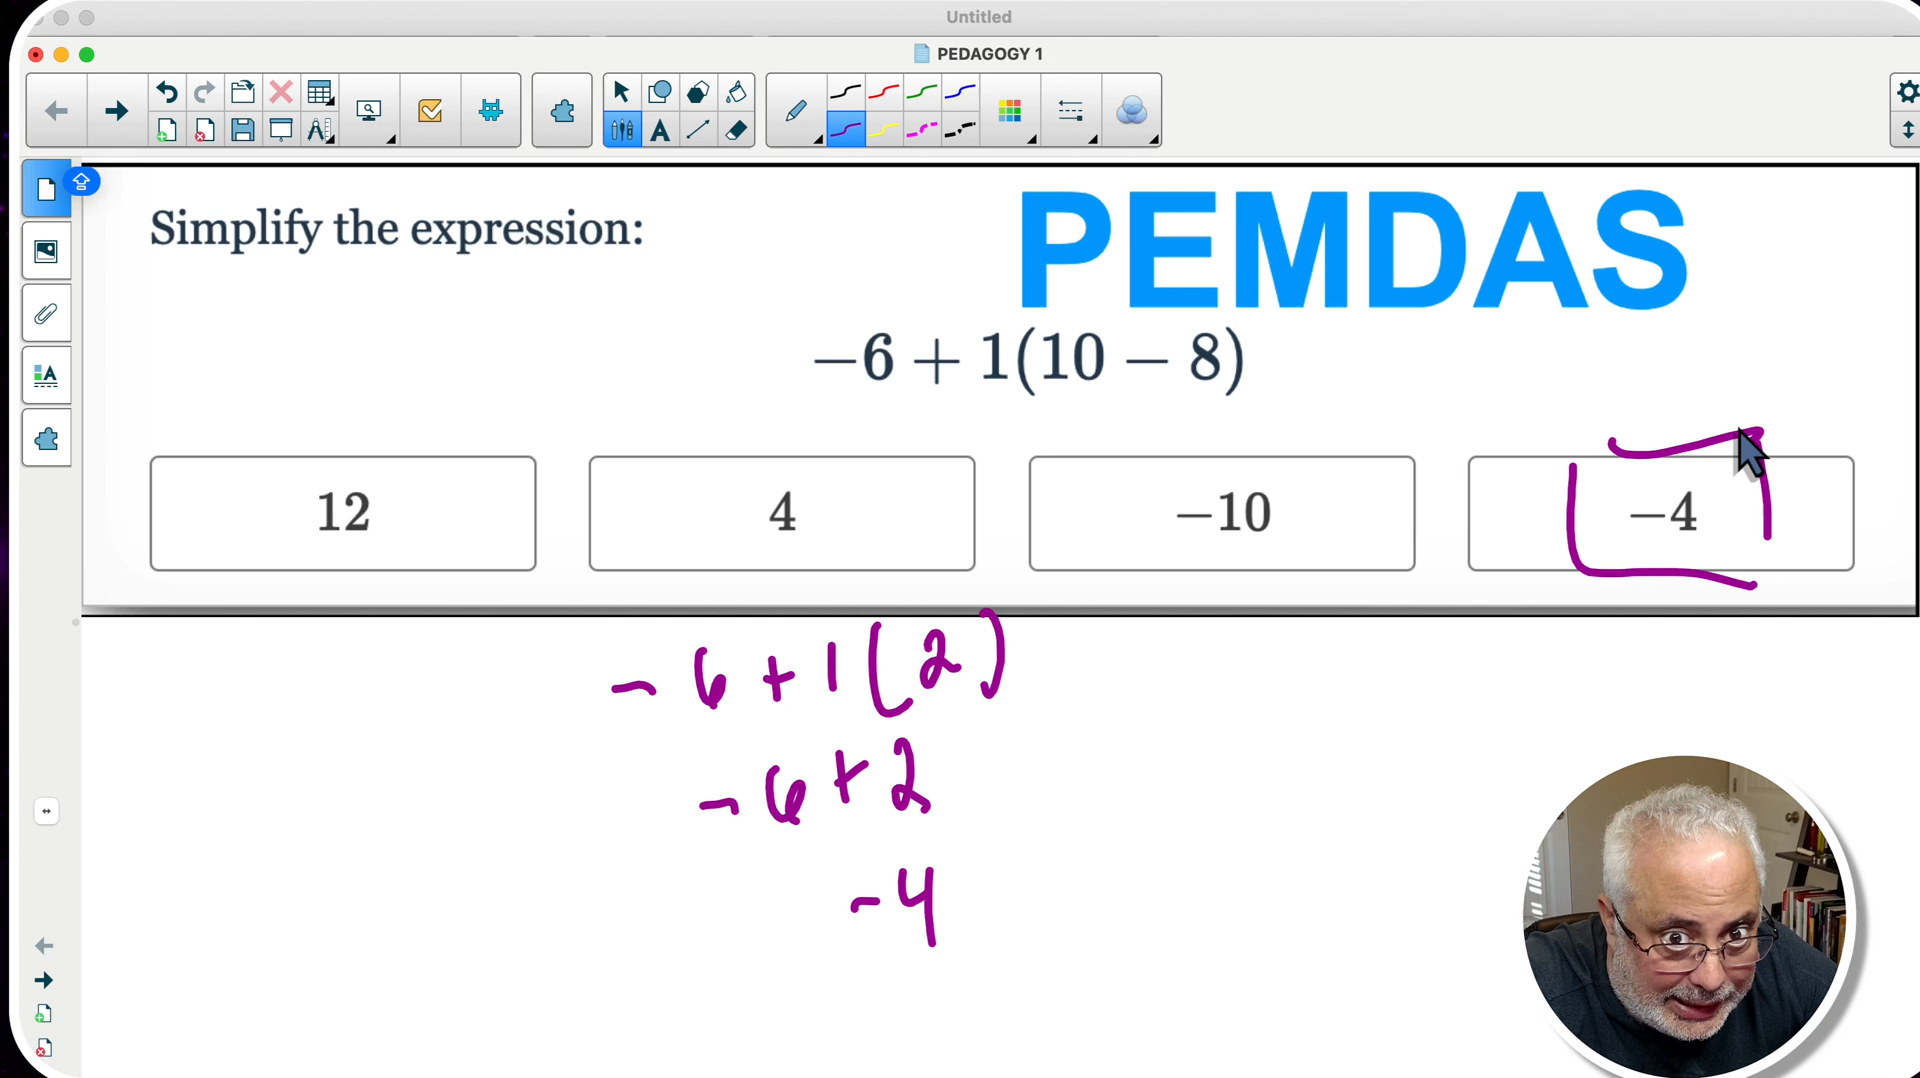 Untitled
PEDAGOGY 1
A
A
Simplify the expression:
PEMDAS
−6 + 1(10 − 8)
12
4
−10
−4
- 6 + 1 ( 2 )
- 6 + 2
- 4